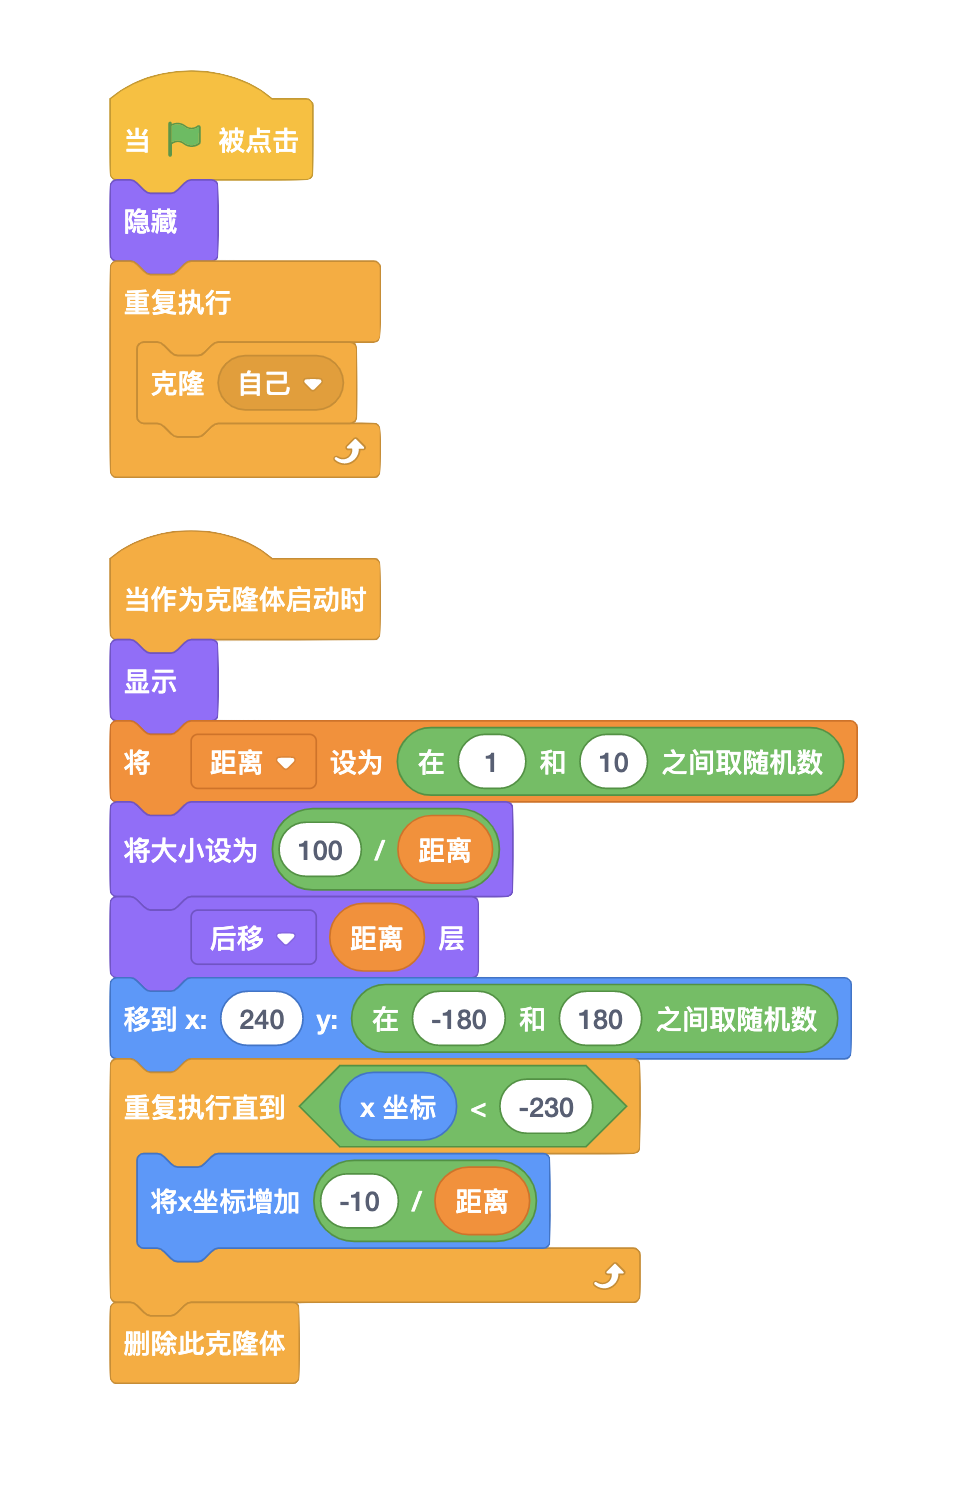 当 被点击
隐藏
重复执行
克隆 自己
当作为克隆体启动时
显示
将 距离 设为 在 1 和 10 之间取随机数
将大小设为 100 / 距离
后移 距离 层
移到 x: 240 y: 在 -180 和 180 之间取随机数
重复执行直到 x 坐标 < -230
将x坐标增加 -10 / 距离
删除此克隆体